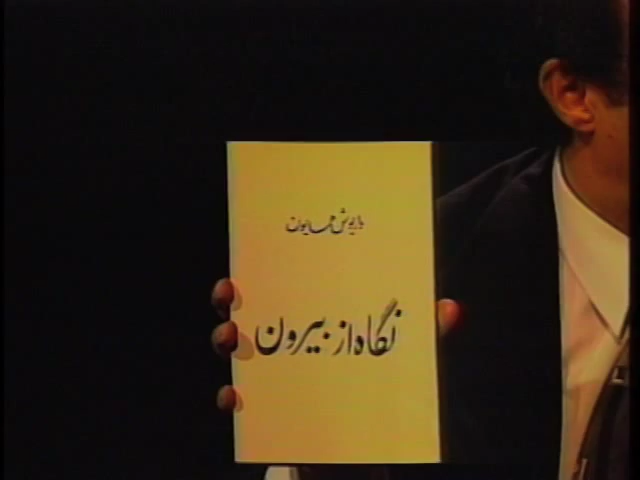 داریوش همایون
نگاه از بیرون